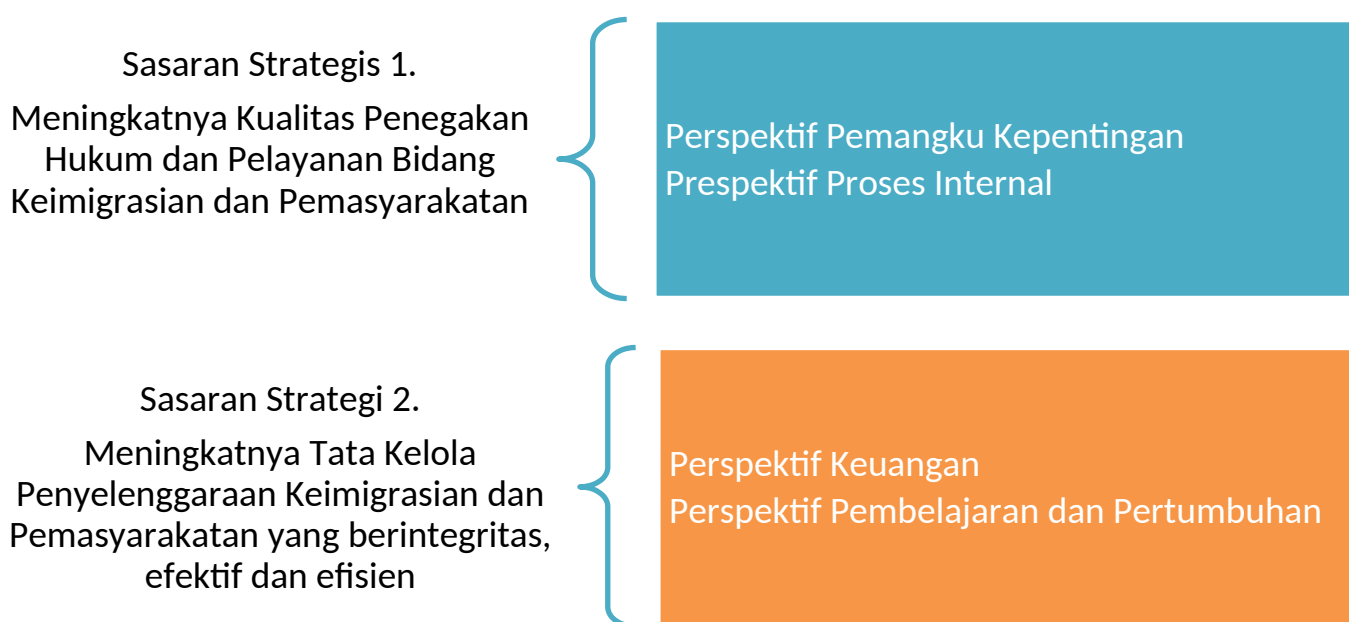 Sasaran Strategis 1.
Meningkatnya Kualitas Penegakan
Hukum dan Pelayanan Bidang
Keimigrasian dan Pemasyarakatan
Perspektif Pemangku Kepentingan
Prespektif Proses Internal
Sasaran Strategi 2.
Meningkatnya Tata Kelola
Penyelenggaraan Keimigrasian dan
Pemasyarakatan yang berintegritas,
efektif dan efisien
Perspektif Keuangan
Perspektif Pembelajaran dan Pertumbuhan